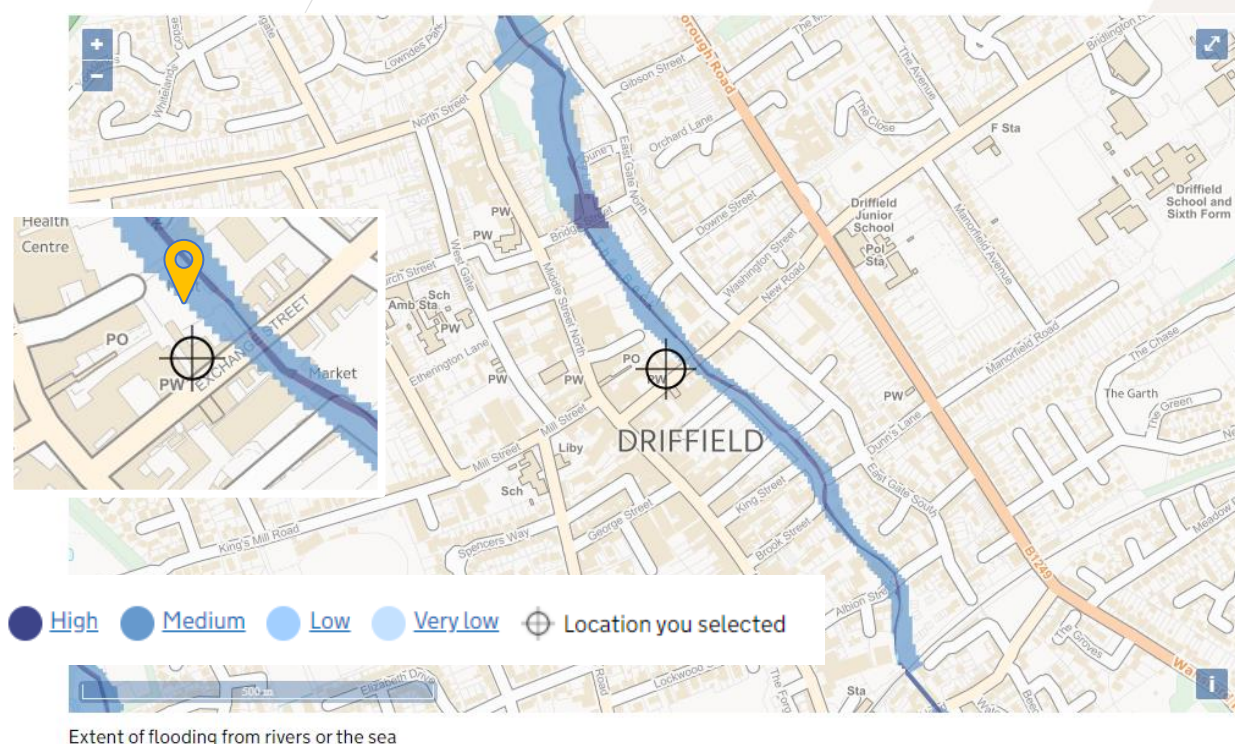 Lowndes Park
North Street
Gibson Street
Orchard Lane
East Gate North
The Avenue
The Close
F Sta
Driffield
School and
Sixth Form
Manorfield Avenue
Driffield
Junior
School
Pol
Sta
PW
Downe Street
Washington Street
New Road
West Gate
Middle Street North
Amb Sta
Sch
PW
Etherington Lane
PW
PW
PO
PW
Manorfield Road
The Chase
The Garth
The Green
PW
Dunn's Lane
DRIFFIELD
Mill Street
Mill Street
Liby
Sch
King Street
East Gate South
George Street
Brook Street
King's Mill Road
Spencers Way
B1249
Albion Street
The Groves
Health
Centre
PO
PW
EXCHANGE STREET
Market
High
Medium
Low
Very low
Location you selected
500 m
Elizabeth Drive
Road
Lockwood Street
Sta
+
−
i
Extent of flooding from rivers or the sea